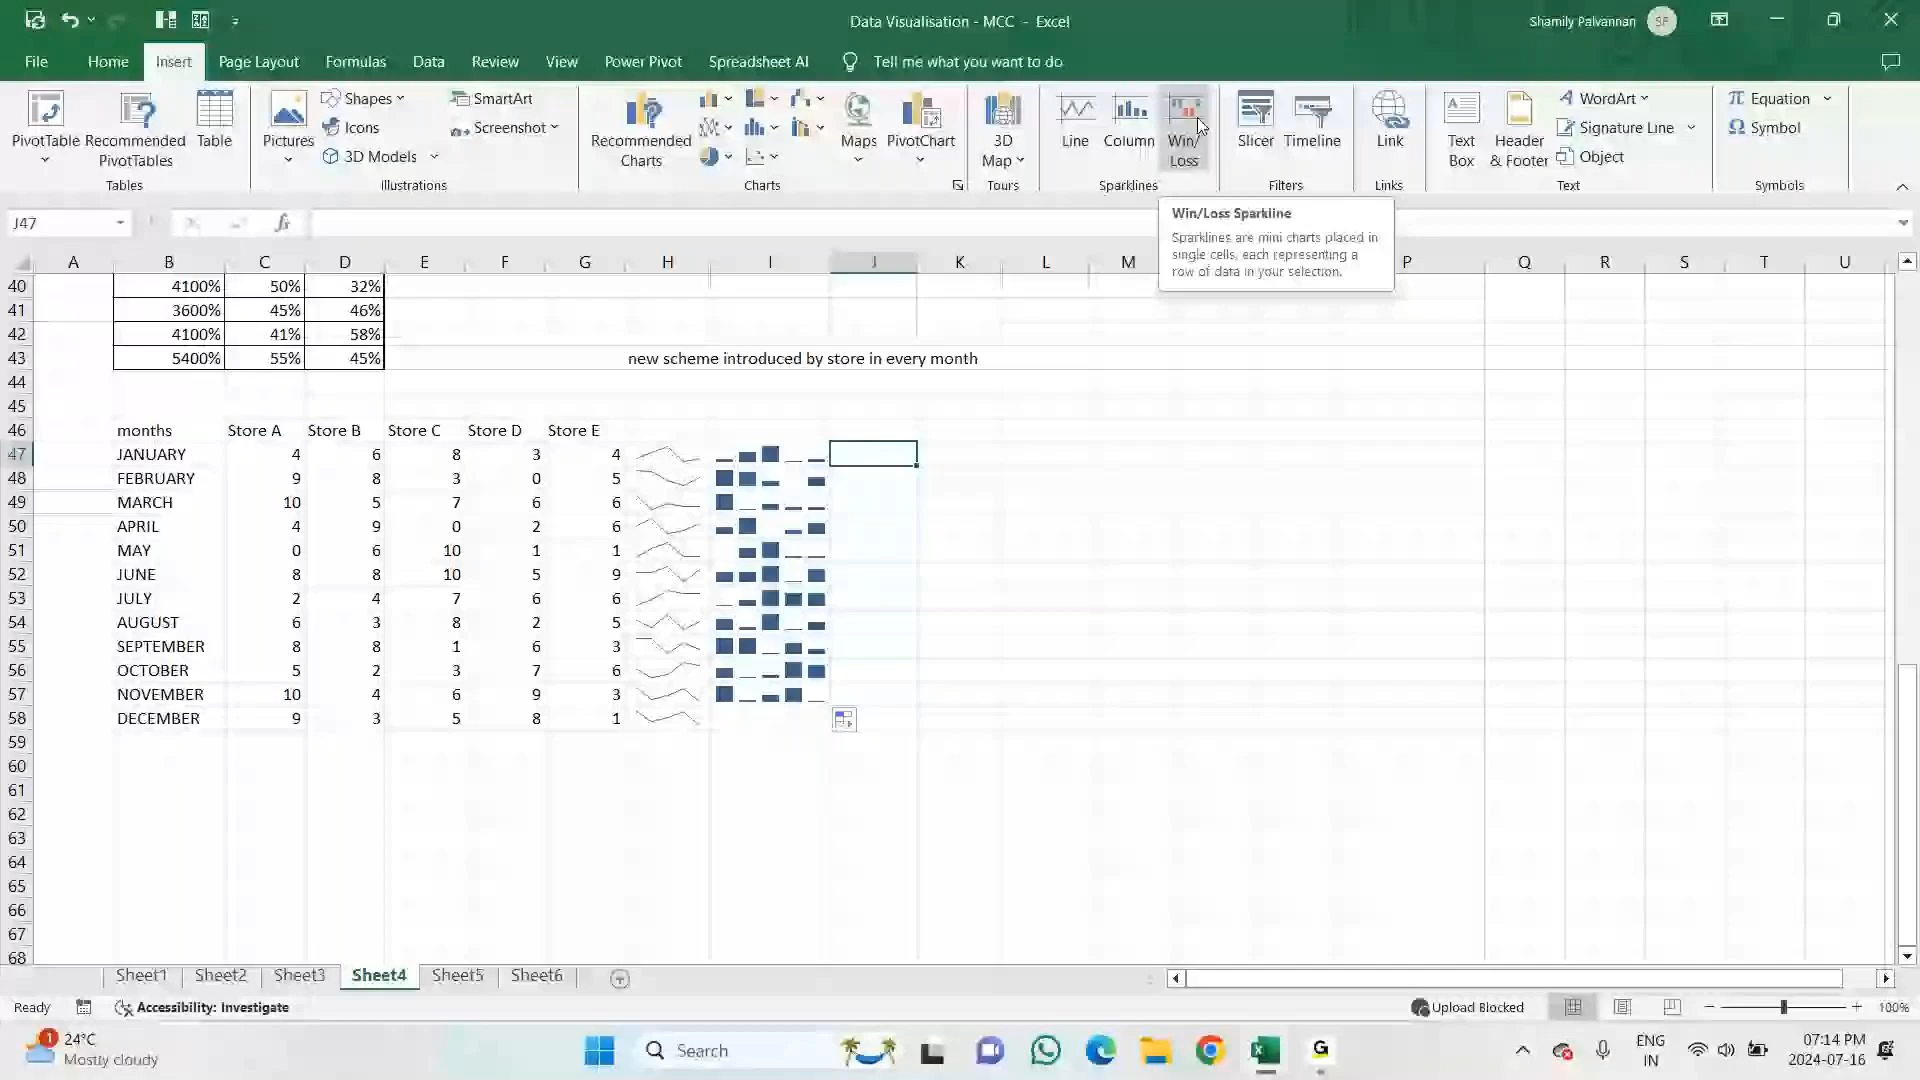 Data Visualisation - MCC - Excel
Shamily Palvannan
SF
File Home Insert Page Layout Formulas Data Review View Power Pivot Spreadsheet AI Tell me what you want to do
PivotTable
Recommended PivotTables
Table
Tables
Pictures
Shapes
Icons
3D Models
SmartArt
Screenshot
Illustrations
Recommended Charts
Maps
PivotChart
Charts
3D Map
Tours
Line
Column
Win/ Loss
Sparklines
Slicer
Timeline
Filters
Link
Links
Text Box
Header & Footer
WordArt
Signature Line
Object
Text
Equation
Symbol
Symbols
J47
fx
Win/Loss Sparkline
Sparklines are mini charts placed in
single cells, each representing a
row of data in your selection.
A B C D E F G H I J K L M P Q R S T U
40 4100% 50% 32%
41 3600% 45% 46%
42 4100% 41% 58%
43 5400% 55% 45% new scheme introduced by store in every month
44
45
46 months Store A Store B Store C Store D Store E
47 JANUARY 4 6 8 3 4
48 FEBRUARY 9 8 3 0 5
49 MARCH 10 5 7 6 6
50 APRIL 4 9 0 2 6
51 MAY 0 6 10 1 1
52 JUNE 8 8 10 5 9
53 JULY 2 4 7 6 6
54 AUGUST 6 3 8 2 5
55 SEPTEMBER 8 8 1 6 3
56 OCTOBER 5 2 3 7 6
57 NOVEMBER 10 4 6 9 3
58 DECEMBER 9 3 5 8 1
59
60
61
62
63
64
65
66
67
68
Sheet1 Sheet2 Sheet3 Sheet4 Sheet5 Sheet6
Ready Accessibility: Investigate Upload Blocked 100%
1 24°C
Mostly cloudy
Search
ENG
IN
07:14 PM
2024-07-16